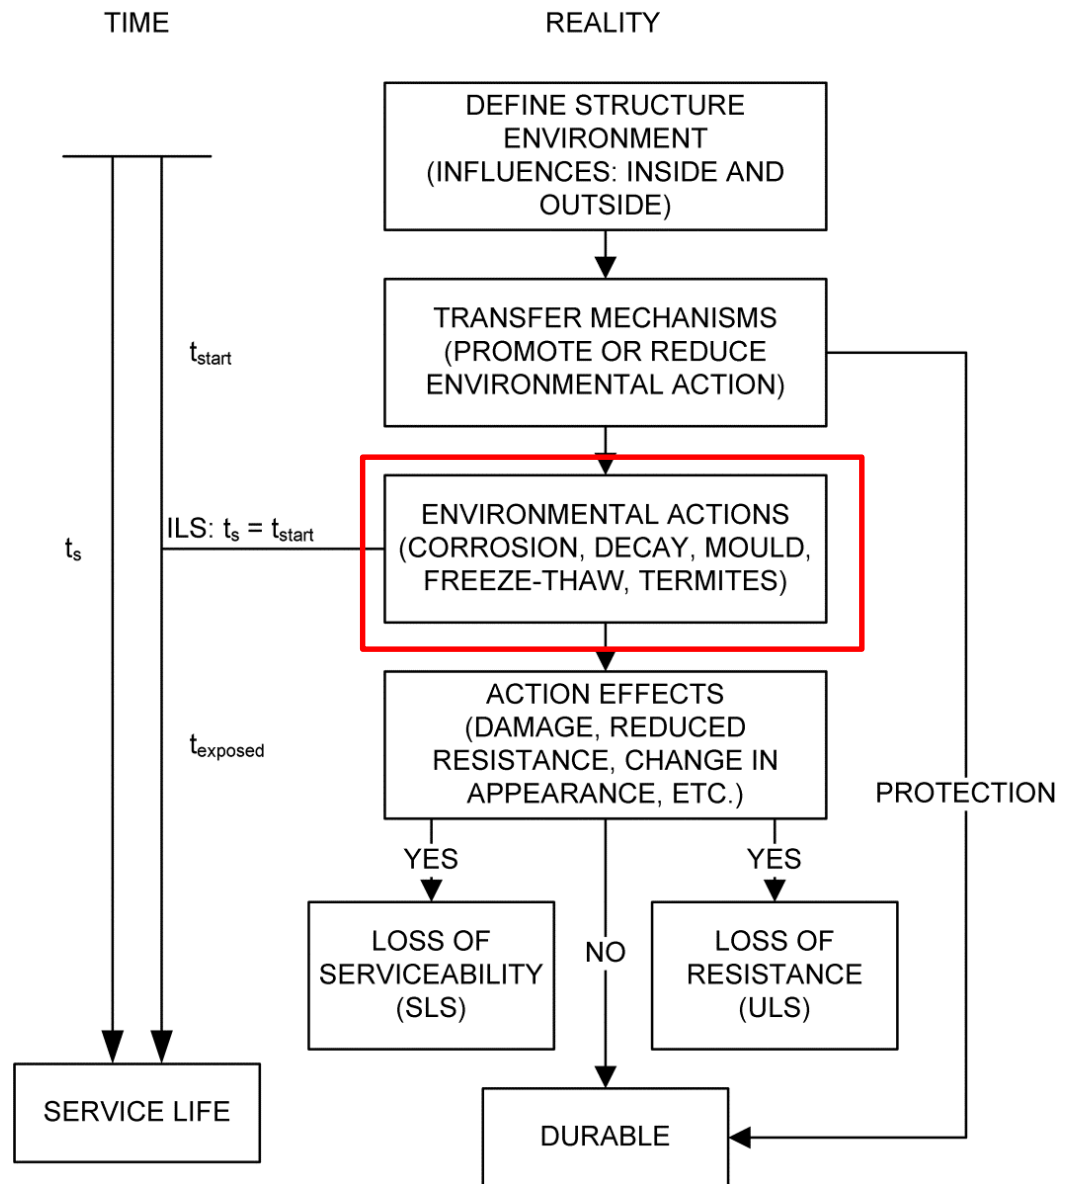 TIME
REALITY
DEFINE STRUCTURE
ENVIRONMENT
(INFLUENCES: INSIDE AND
OUTSIDE)
TRANSFER MECHANISMS
(PROMOTE OR REDUCE
ENVIRONMENTAL ACTION)
tstart
ENVIRONMENTAL ACTIONS
(CORROSION, DECAY, MOULD,
FREEZE-THAW, TERMITES)
ILS: ts = tstart
ts
ACTION EFFECTS
(DAMAGE, REDUCED
RESISTANCE, CHANGE IN
APPEARANCE, ETC.)
texposed
PROTECTION
YES
YES
NO
LOSS OF
SERVICEABILITY
(SLS)
LOSS OF
RESISTANCE
(ULS)
SERVICE LIFE
DURABLE